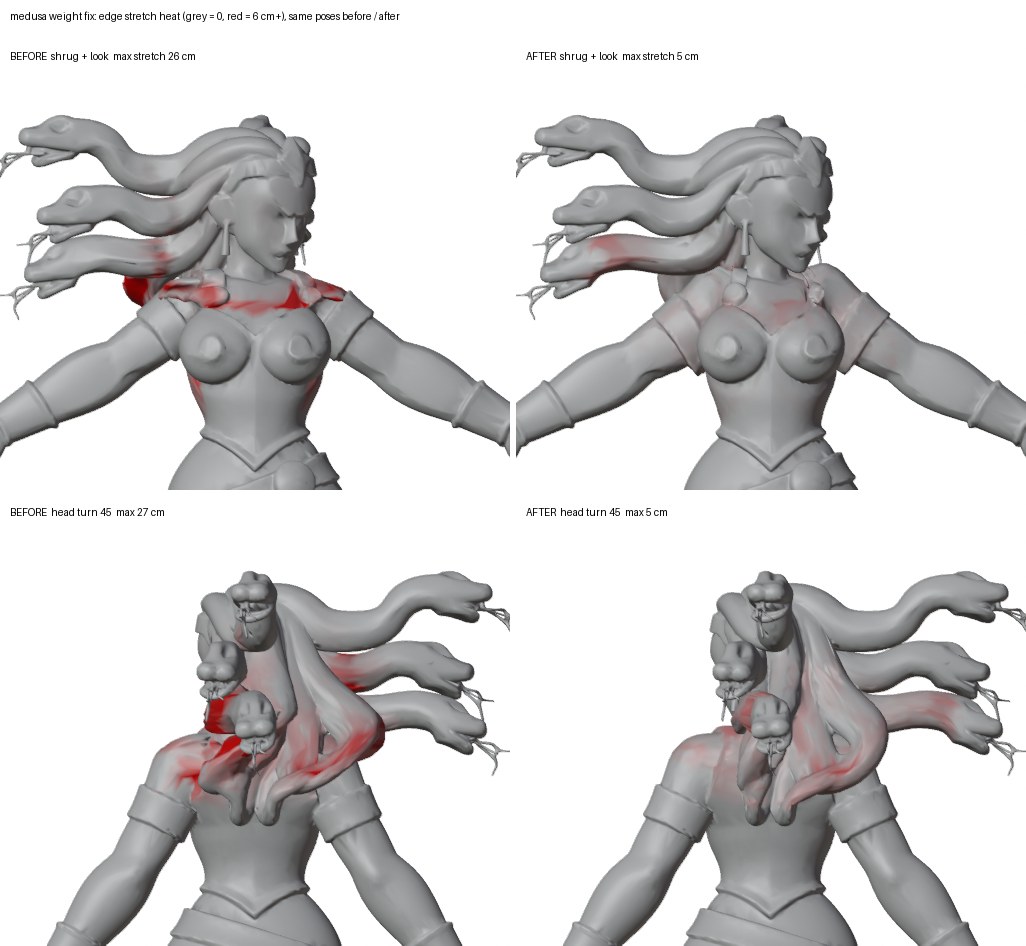 medusa weight fix: edge stretch heat (grey = 0, red = 6 cm+), same poses before / after
BEFORE shrug + look  max stretch 26 cm
AFTER shrug + look  max stretch 5 cm
BEFORE head turn 45  max 27 cm
AFTER head turn 45  max 5 cm